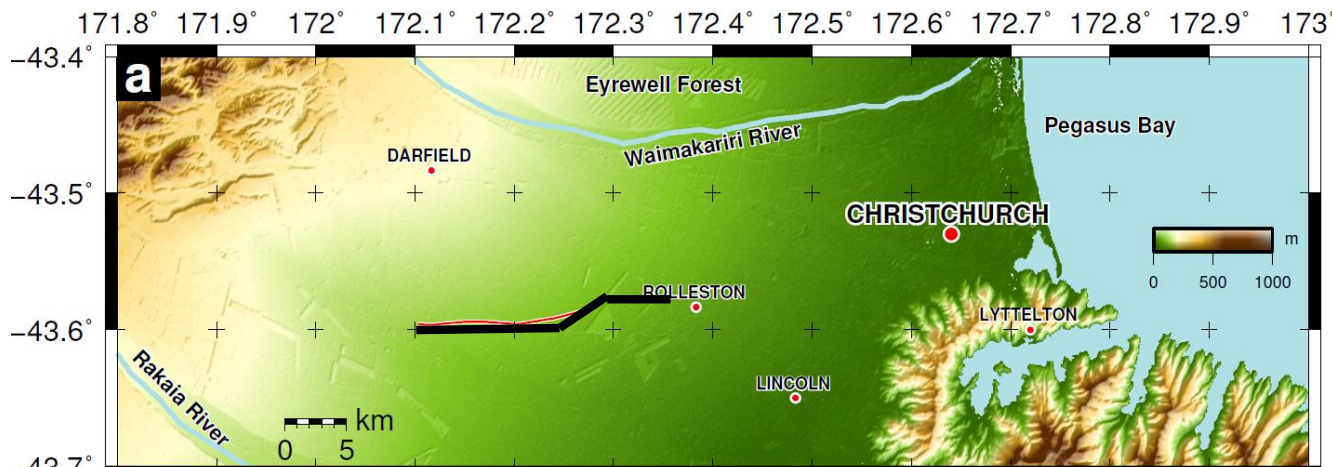 171.8° 171.9° 172° 172.1° 172.2° 172.3° 172.4° 172.5° 172.6° 172.7° 172.8° 172.9° 173°
−43.4°
a
Eyrewell Forest
Waimakariri River
Pegasus Bay
DARFIELD
−43.5°
CHRISTCHURCH
m
0 500 1000
ROLLESTON
−43.6°
LYTTELTON
Rakaia River
LINCOLN
km
0 5
−43.7°